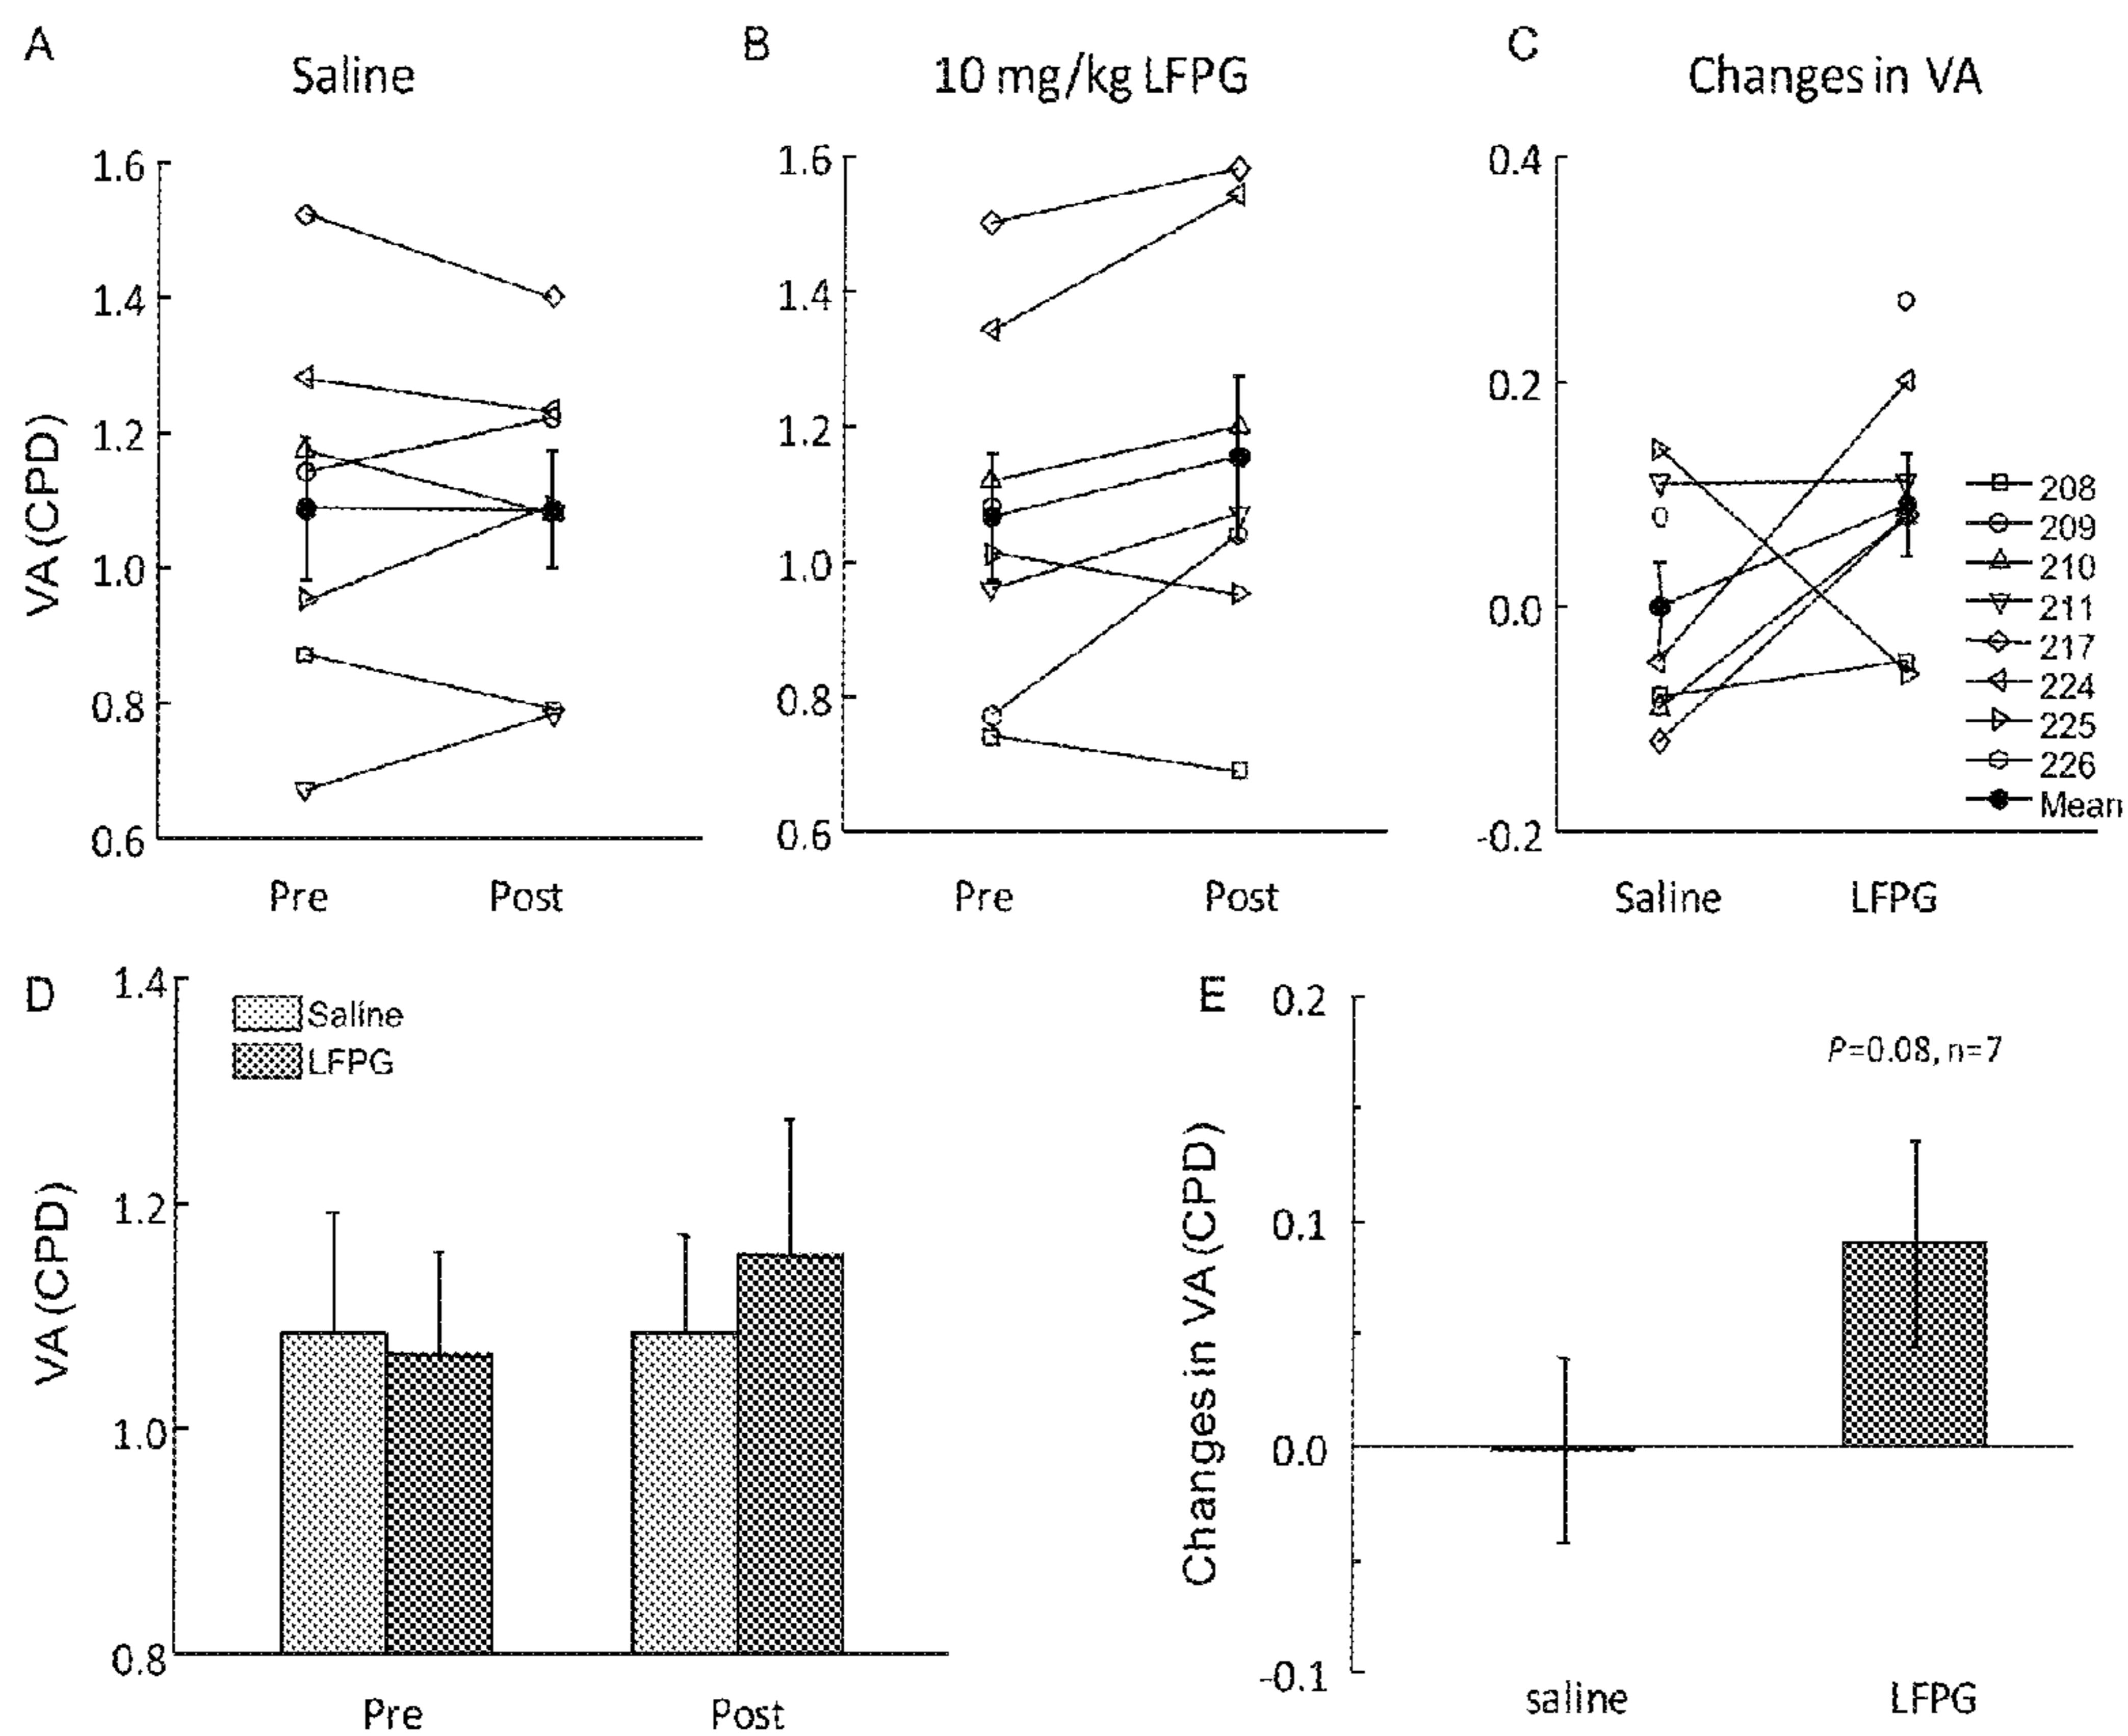 A
Saline
VA (CPD)
1.6
1.4
1.2
1.0
0.8
0.6
Pre Post
B
10 mg/kg LFPG
1.6
1.4
1.2
1.0
0.8
0.6
Pre Post
C
Changes in VA
0.4
0.2
0.0
-0.2
Saline LFPG
208
209
210
211
217
224
225
226
Mean
D
VA (CPD)
1.4
1.2
1.0
0.8
Saline
LFPG
Pre Post
E
Changes in VA (CPD)
0.2
0.1
0.0
-0.1
P=0.08, n=7
saline LFPG